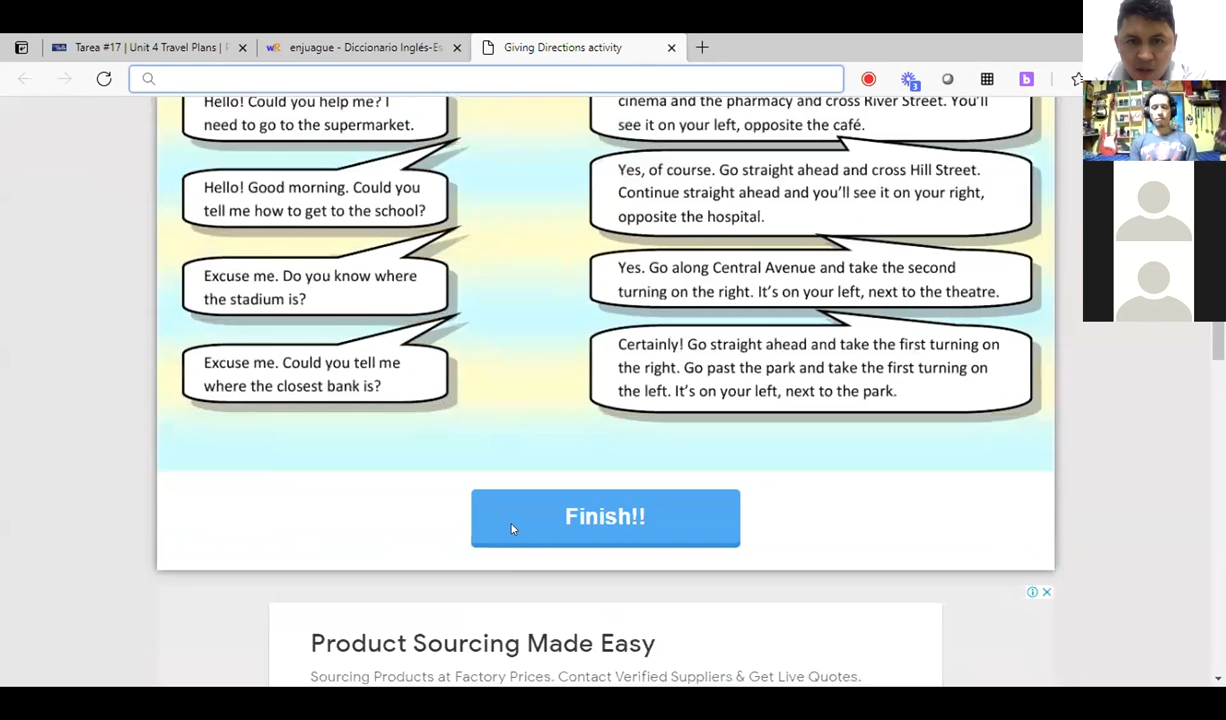 Tarea #17 | Unit 4 Travel Plans |
wR enjuague - Diccionario Inglés-Es
Giving Directions activity
3
b
Hello! Could you help me? I
need to go to the supermarket.
Hello! Good morning. Could you
tell me how to get to the school?
Excuse me. Do you know where
the stadium is?
Excuse me. Could you tell me
where the closest bank is?
cinema and the pharmacy and cross River Street. You'll
see it on your left, opposite the café.
Yes, of course. Go straight ahead and cross Hill Street.
Continue straight ahead and you'll see it on your right,
opposite the hospital.
Yes. Go along Central Avenue and take the second
turning on the right. It's on your left, next to the theatre.
Certainly! Go straight ahead and take the first turning on
the right. Go past the park and take the first turning on
the left. It's on your left, next to the park.
Finish!!
Product Sourcing Made Easy
Sourcing Products at Factory Prices. Contact Verified Suppliers & Get Live Quotes.